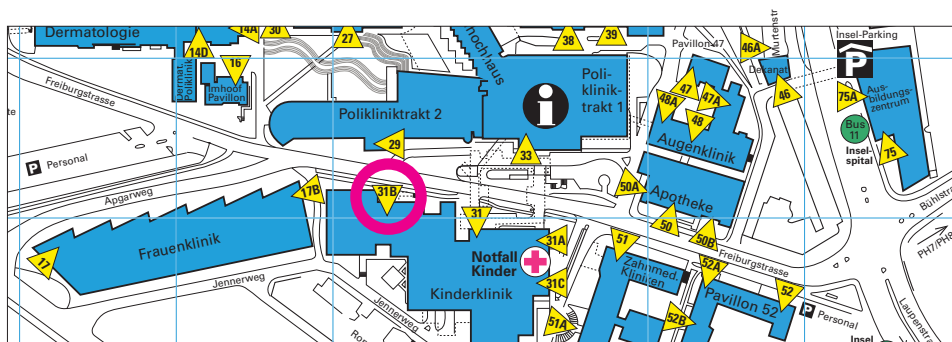 Dermatologie
14A
30
27
38
39
Pavillon 47
46A
Murtenstr
Insel-Parking
P
14D
16
Dermat.
Poliklinik
Imhoof
Pavillon
Freiburgstrasse
Polikliniktrakt 2
nochhaus
i
Poli-
klinik-
trakt 1
Dekanat
46
47
47A
48A
48
Augenklinik
75A
Aus-
bildungs-
zentrum
Bus
11
Insel-
spital
75
Bühlstr
29
33
P Personal
Apgarweg
17B
31B
31
50A
Apotheke
50
50B
17
Frauenklinik
Jennerweg
Jennerweg
Notfall
Kinder
31A
31C
Kinderklinik
51
51A
Zahnmed.
Kliniken
52A
52B
Freiburgstrasse
Pavillon 52
52
P Personal
PH7/PH8
Laupenstr
Insel